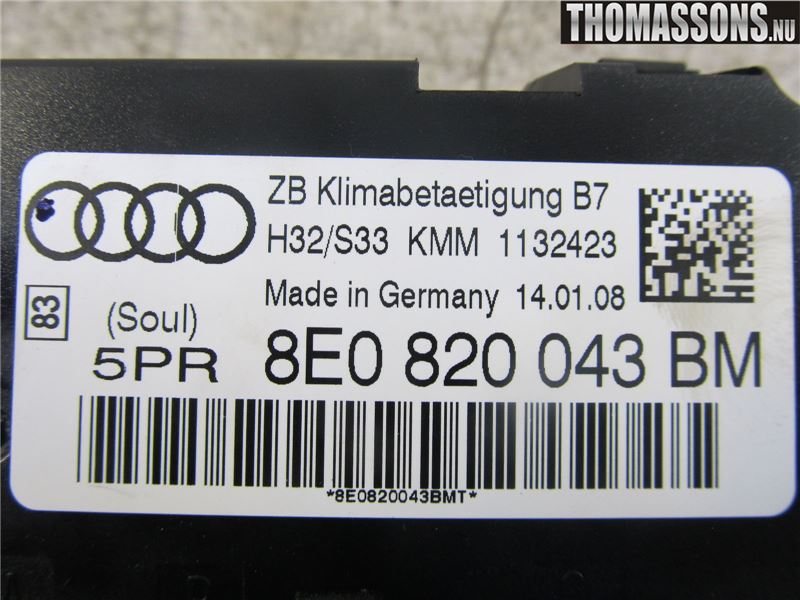 THOMASSONS.NU
ZB Klimabetaetigung B7
H32/S33 KMM 1132423
Made in Germany 14.01.08
83
(Soul)
5PR 8E0 820 043 BM
*8E0820043BMT*